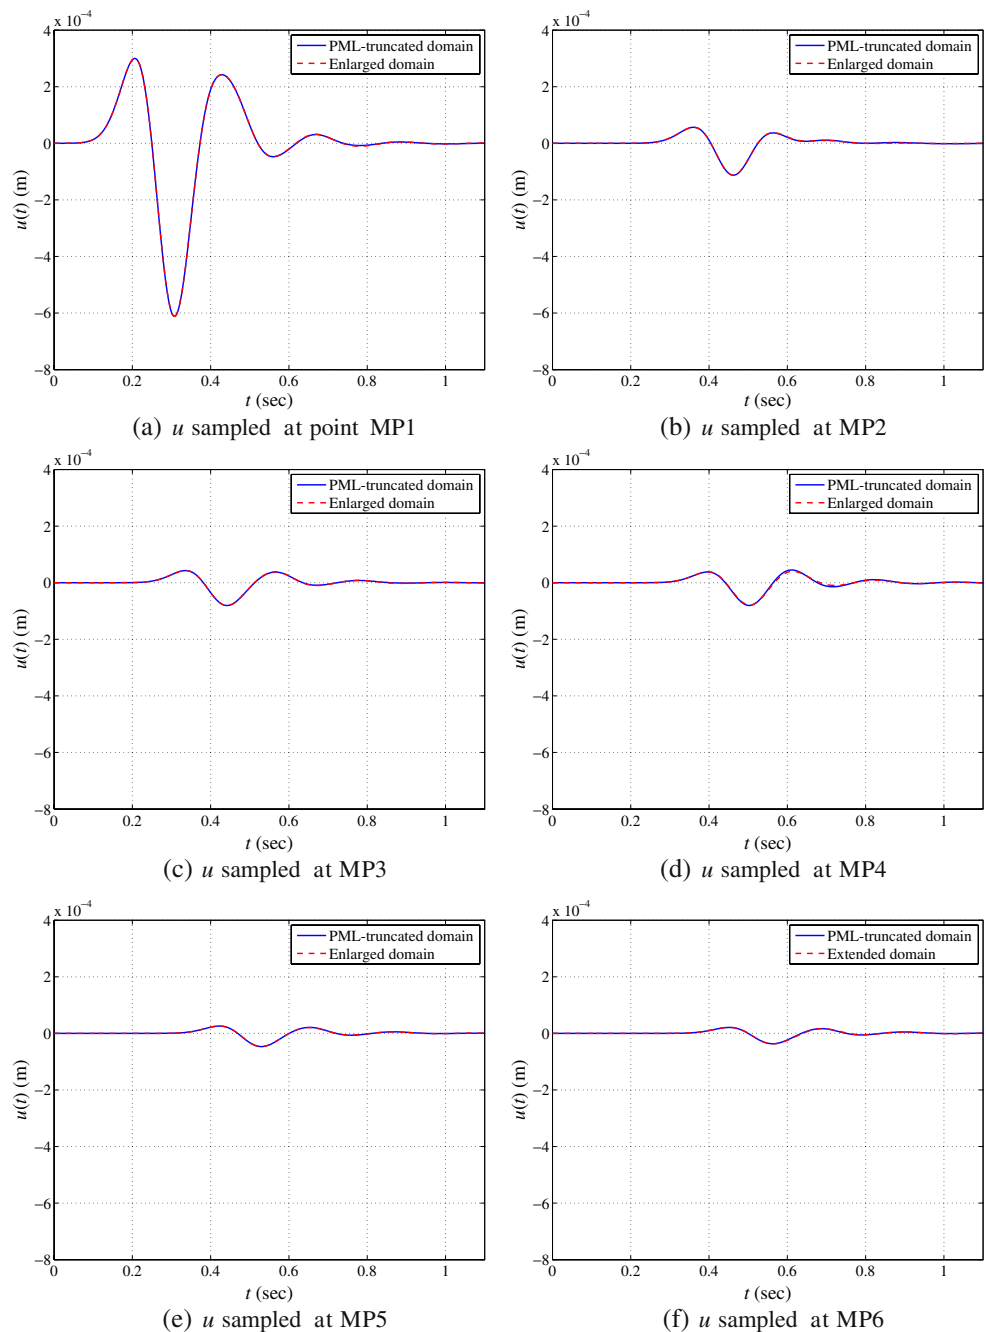 x 10⁻⁴
4
2
0
−2
−4
−6
−8
u(t) (m)
0 0.2 0.4 0.6 0.8 1
t (sec)
PML-truncated domain
Enlarged domain
(a) u sampled at point MP1
x 10⁻⁴
4
2
0
−2
−4
−6
−8
u(t) (m)
0 0.2 0.4 0.6 0.8 1
t (sec)
PML-truncated domain
Enlarged domain
(b) u sampled at MP2
x 10⁻⁴
4
2
0
−2
−4
−6
−8
u(t) (m)
0 0.2 0.4 0.6 0.8 1
t (sec)
PML-truncated domain
Enlarged domain
(c) u sampled at MP3
x 10⁻⁴
4
2
0
−2
−4
−6
−8
u(t) (m)
0 0.2 0.4 0.6 0.8 1
t (sec)
PML-truncated domain
Enlarged domain
(d) u sampled at MP4
x 10⁻⁴
4
2
0
−2
−4
−6
−8
u(t) (m)
0 0.2 0.4 0.6 0.8 1
t (sec)
PML-truncated domain
Enlarged domain
(e) u sampled at MP5
x 10⁻⁴
4
2
0
−2
−4
−6
−8
u(t) (m)
0 0.2 0.4 0.6 0.8 1
t (sec)
PML-truncated domain
Extended domain
(f) u sampled at MP6